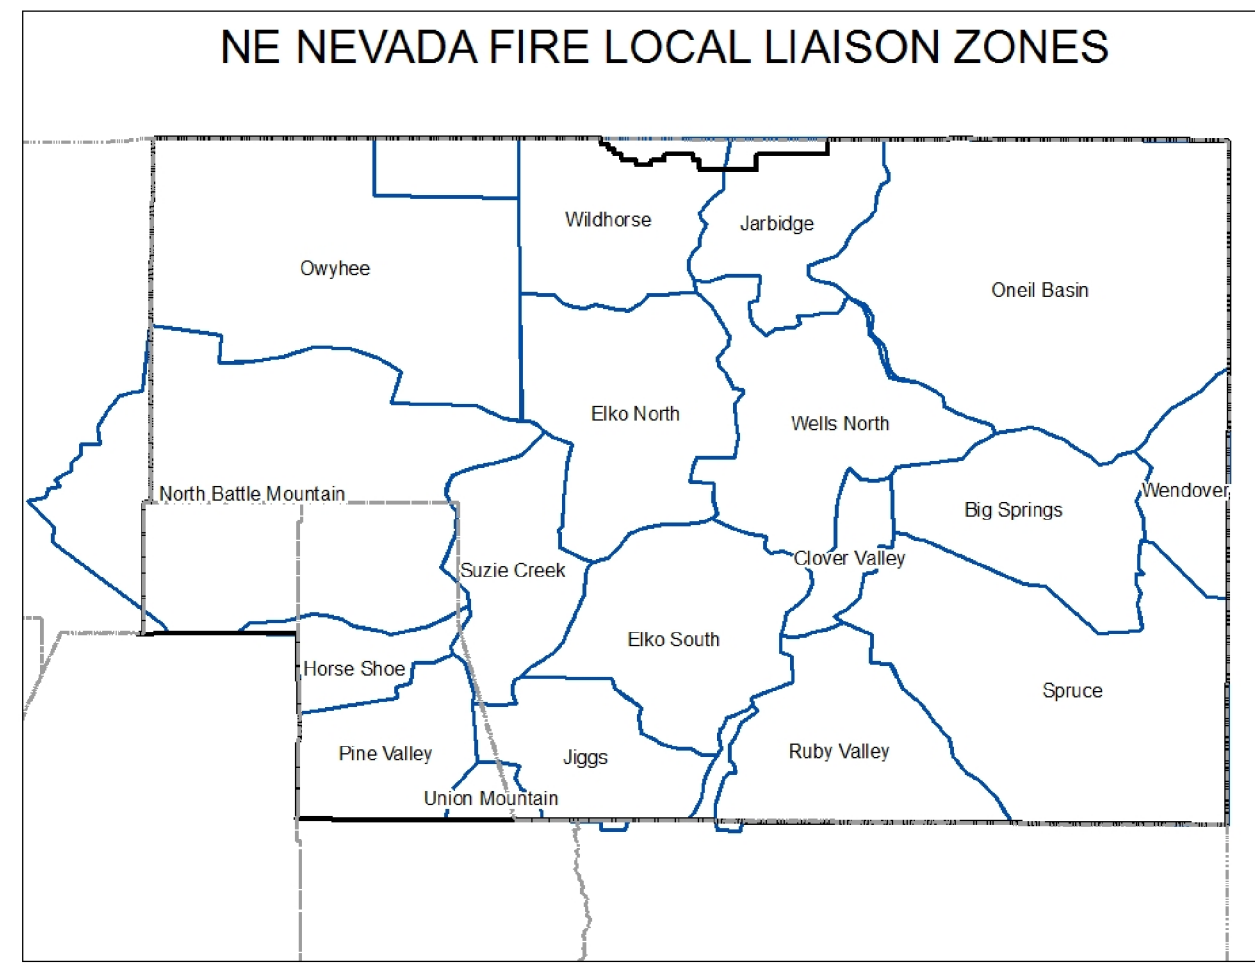 NE NEVADA FIRE LOCAL LIAISON ZONES
Wildhorse
Jarbidge
Owyhee
Oneil Basin
Elko North
Wells North
North Battle Mountain
Wendover
Big Springs
Clover Valley
Suzie Creek
Elko South
Horse Shoe
Spruce
Pine Valley
Jiggs
Ruby Valley
Union Mountain